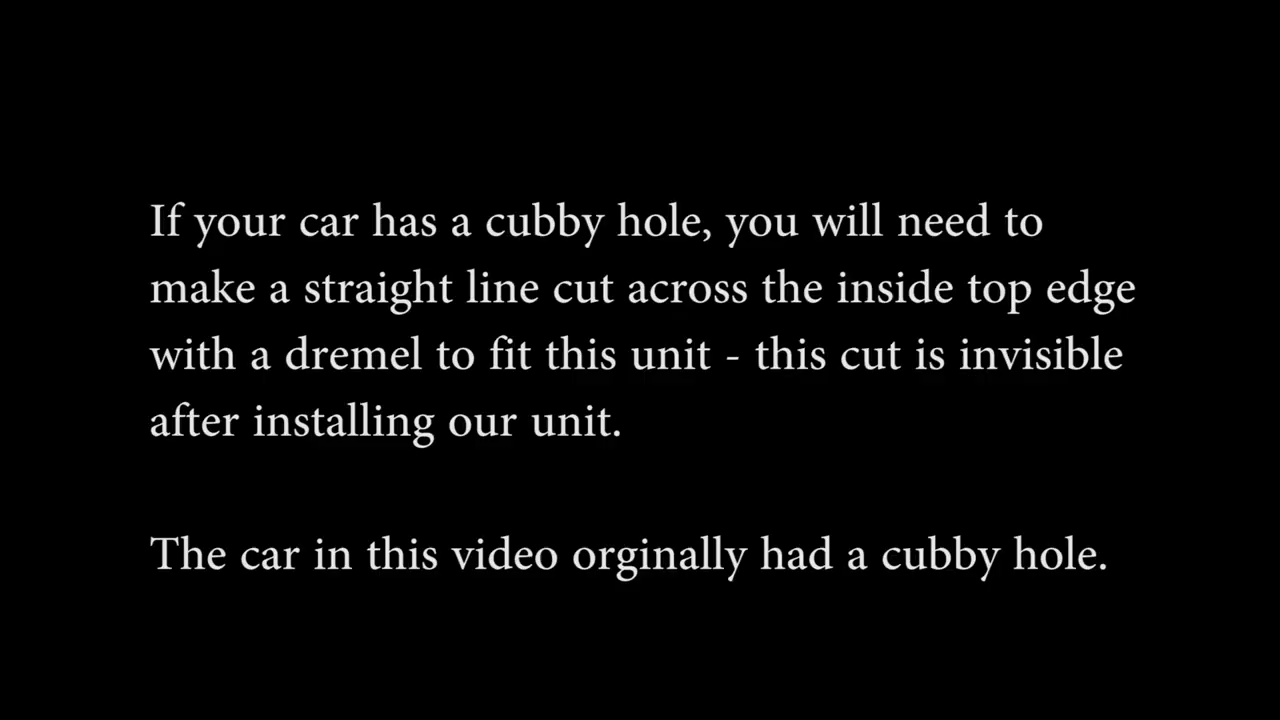 If your car has a cubby hole, you will need to
make a straight line cut across the inside top edge
with a dremel to fit this unit - this cut is invisible
after installing our unit.
The car in this video orginally had a cubby hole.